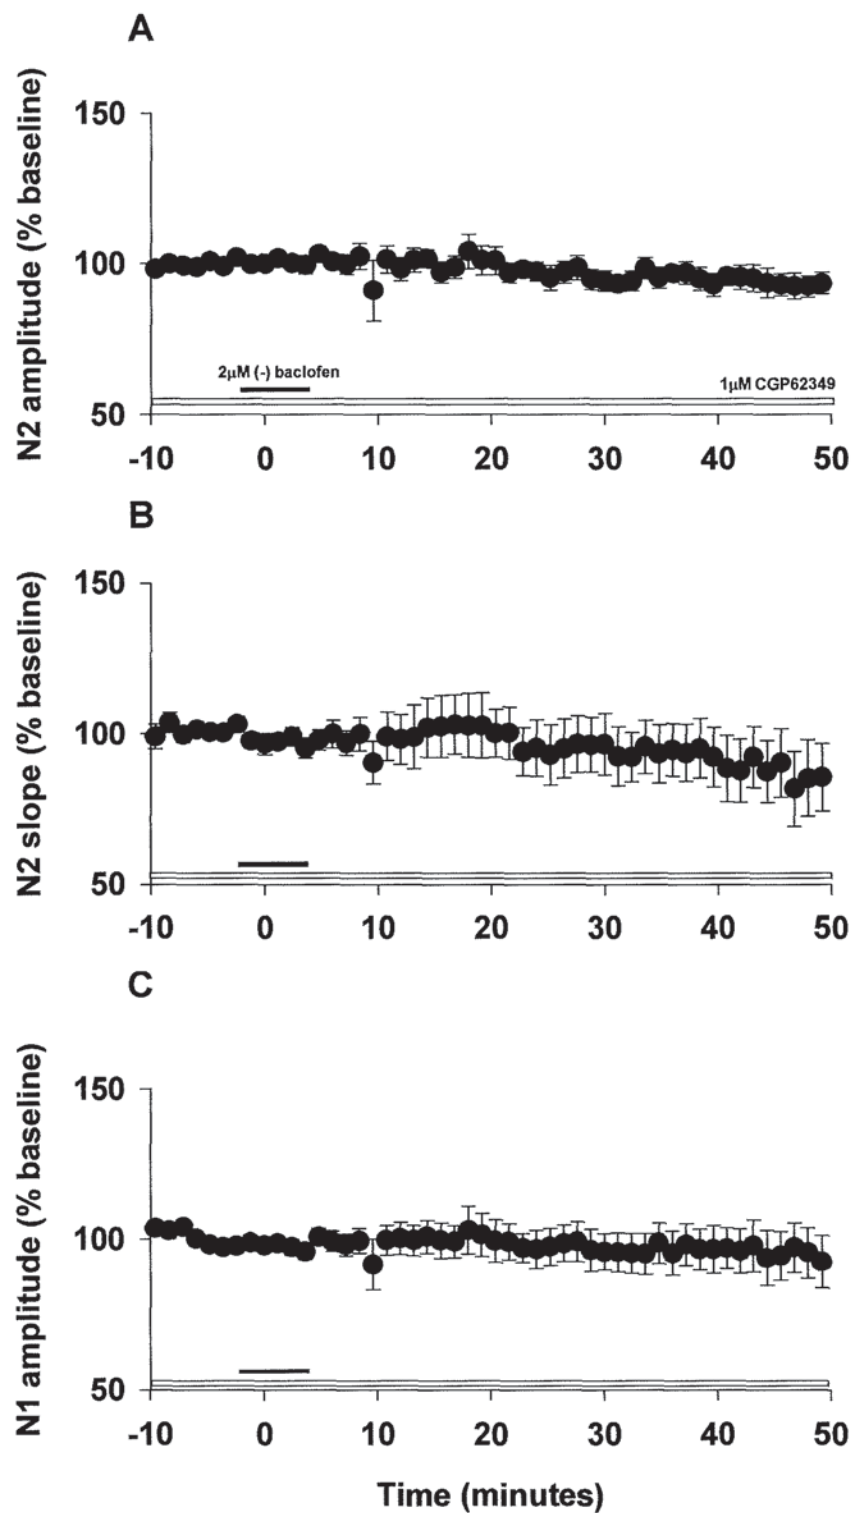 A
N2 amplitude (% baseline)
150
100
50
2μM (-) baclofen
1μM CGP62349
-10 0 10 20 30 40 50
B
N2 slope (% baseline)
150
100
50
-10 0 10 20 30 40 50
C
N1 amplitude (% baseline)
150
100
50
-10 0 10 20 30 40 50
Time (minutes)